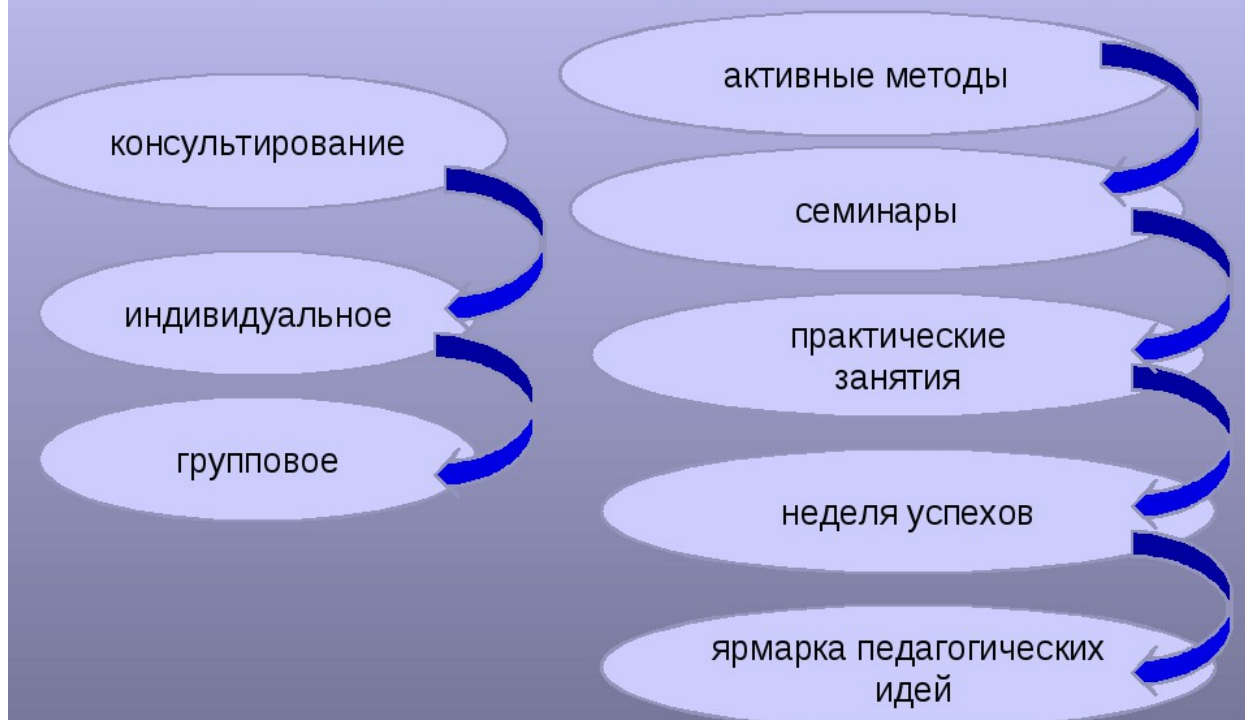 консультирование
индивидуальное
групповое
активные методы
семинары
практические
занятия
неделя успехов
ярмарка педагогических
идей